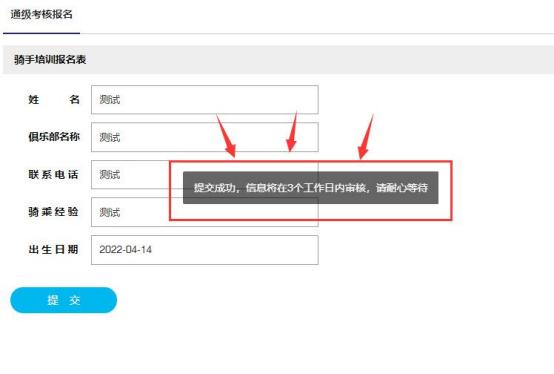 通级考核报名
骑手培训报名表
姓 名 测试
俱乐部名称 测试
联系电话 测试
提交成功，信息将在3个工作日内审核，请耐心等待
骑乘经验 测试
出生日期 2022-04-14
提 交